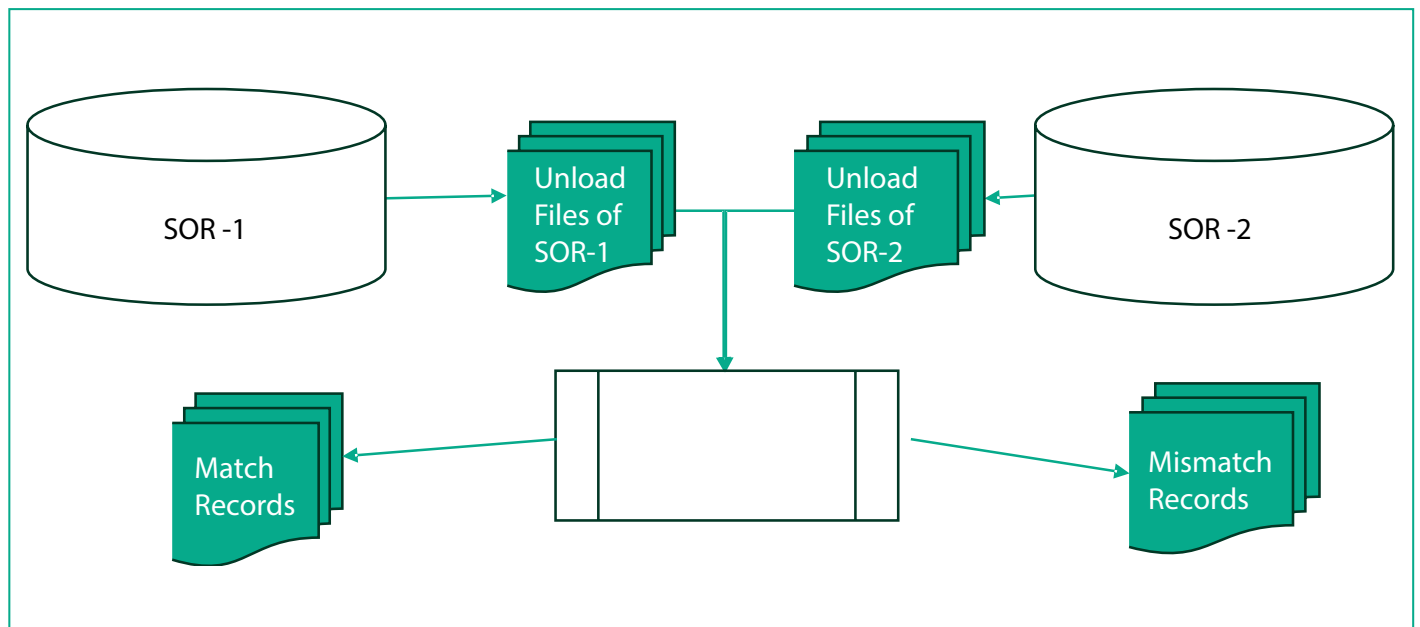 SOR -1
Unload
Files of
SOR-1
Unload
Files of
SOR-2
SOR -2
Match
Records
Mismatch
Records